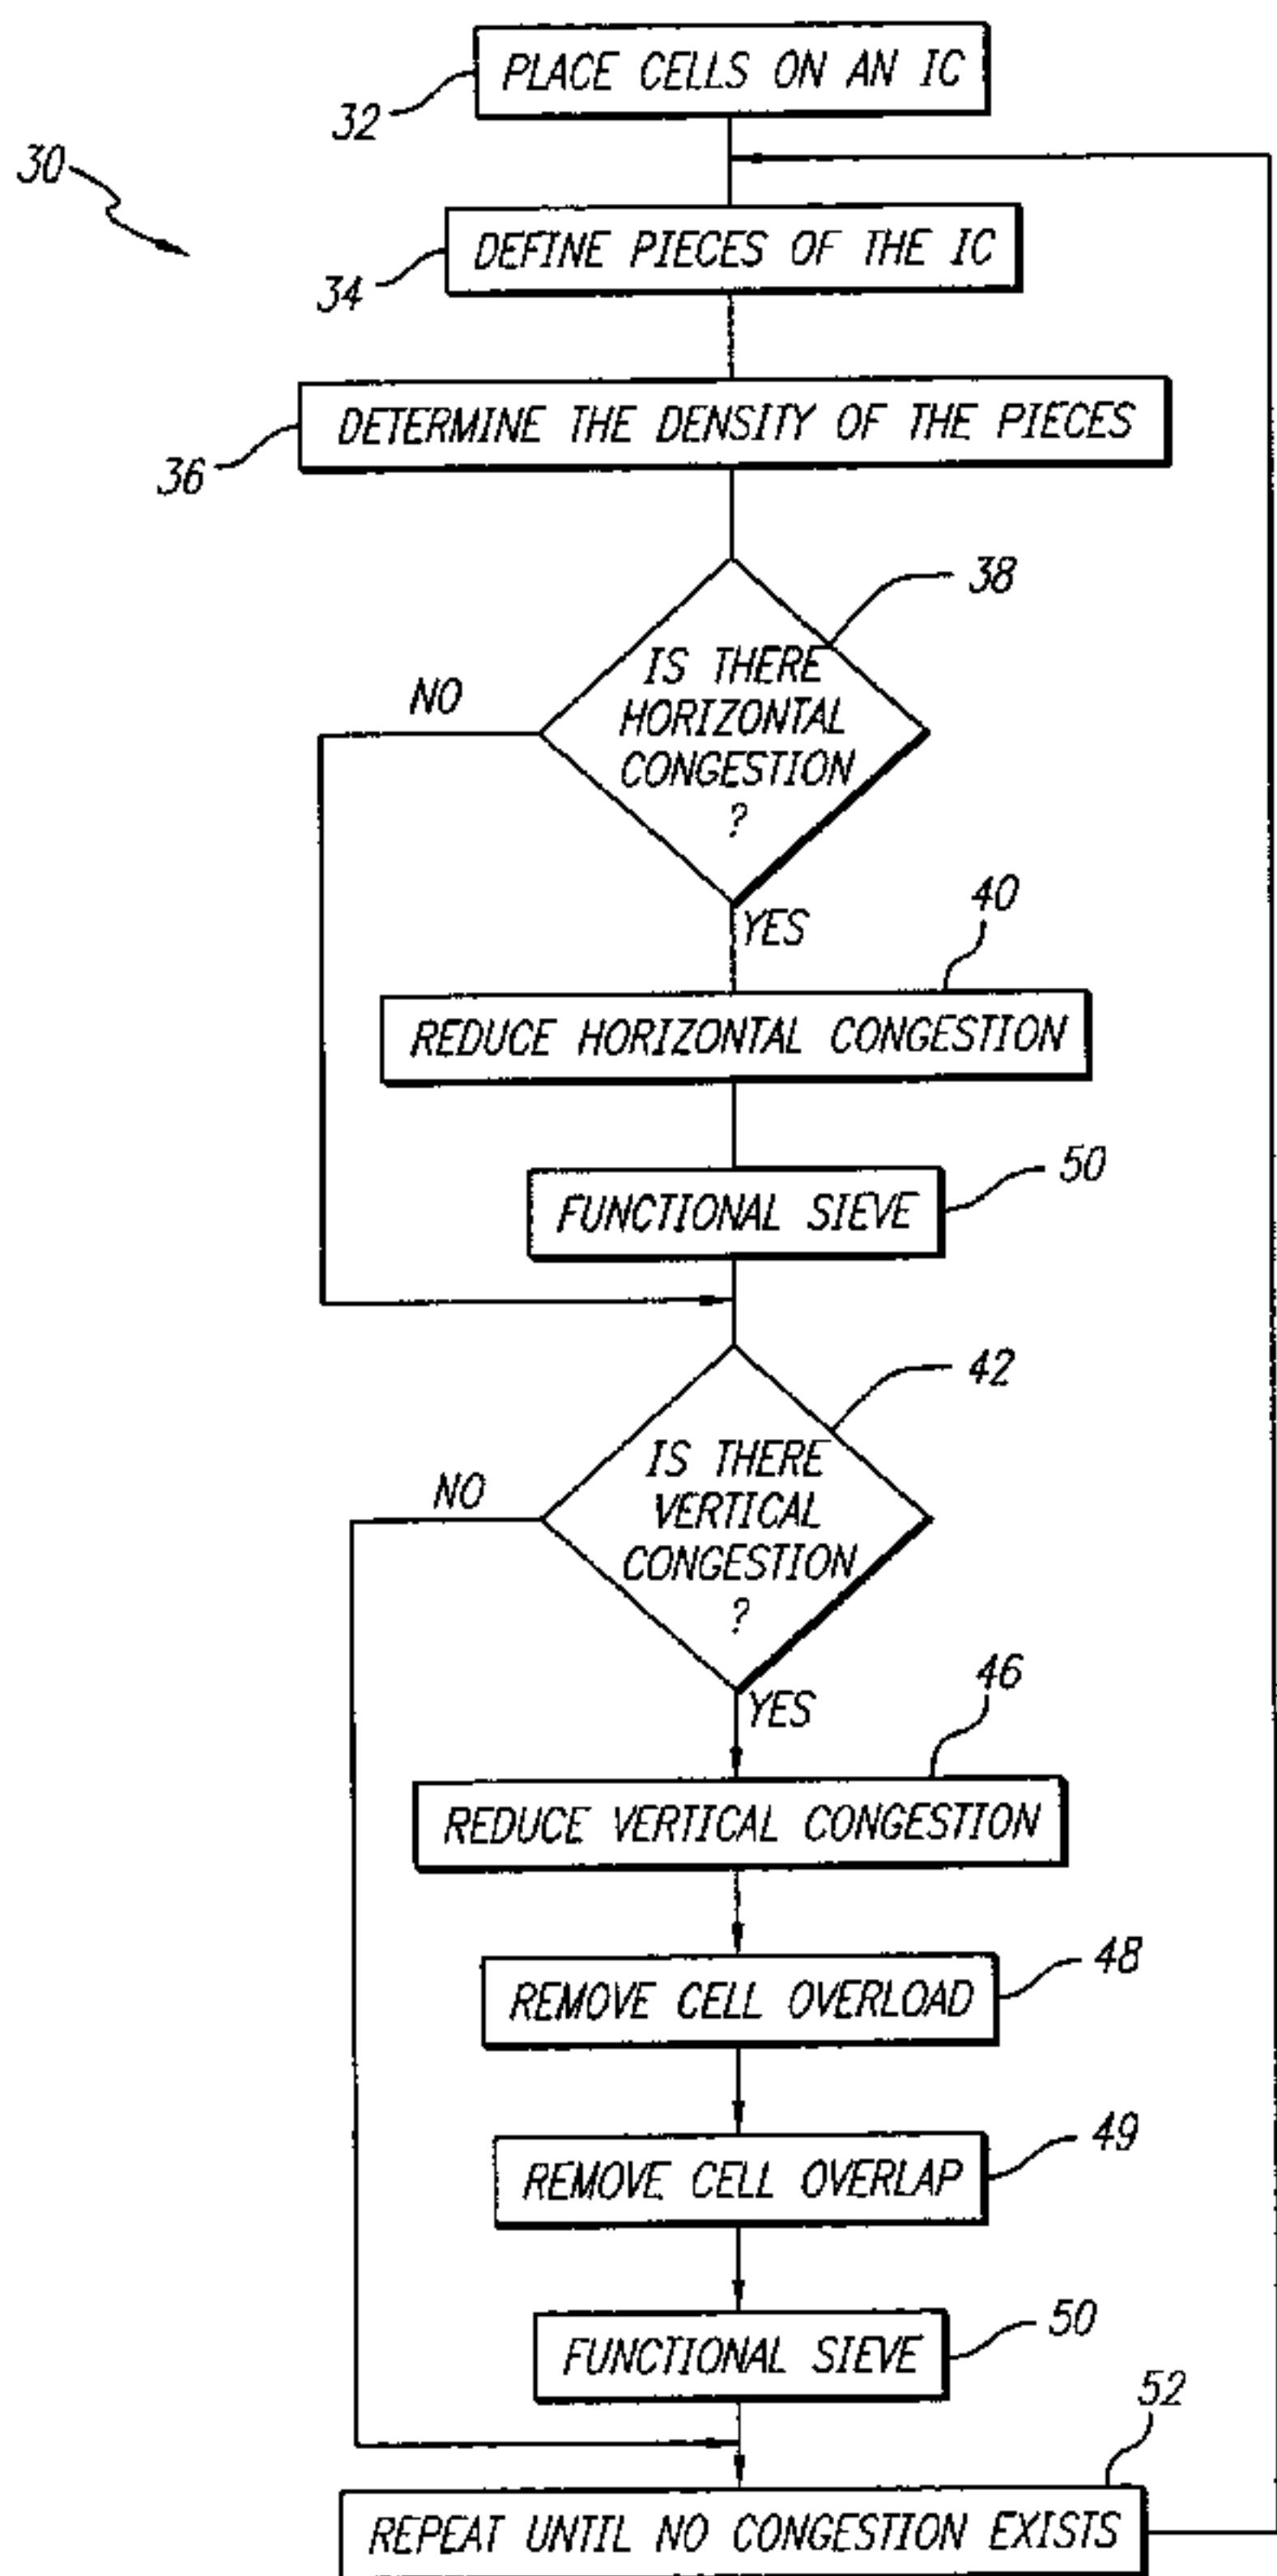 PLACE CELLS ON AN IC
32
30
DEFINE PIECES OF THE IC
34
DETERMINE THE DENSITY OF THE PIECES
36
38
IS THERE
HORIZONTAL
CONGESTION
?
NO
YES
40
REDUCE HORIZONTAL CONGESTION
50
FUNCTIONAL SIEVE
42
IS THERE
VERTICAL
CONGESTION
?
NO
YES
46
REDUCE VERTICAL CONGESTION
48
REMOVE CELL OVERLOAD
49
REMOVE CELL OVERLAP
50
FUNCTIONAL SIEVE
52
REPEAT UNTIL NO CONGESTION EXISTS